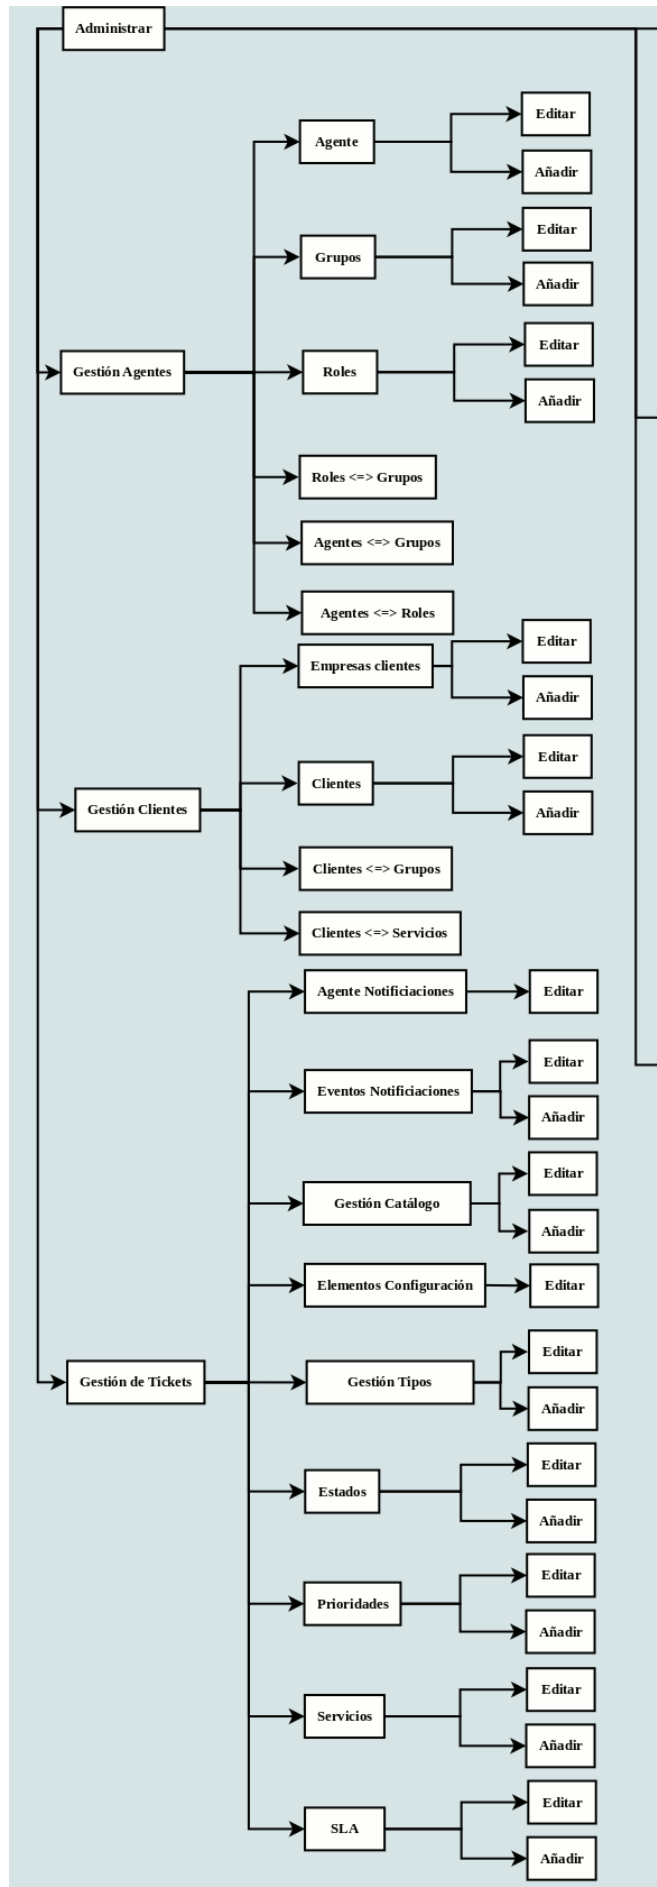 Administrar
Agente
Editar
Añadir
Grupos
Editar
Añadir
Gestión Agentes
Roles
Editar
Añadir
Roles <=> Grupos
Agentes <=> Grupos
Agentes <=> Roles
Empresas clientes
Editar
Añadir
Gestión Clientes
Clientes
Editar
Añadir
Clientes <=> Grupos
Clientes <=> Servicios
Agente Notificiaciones
Editar
Eventos Notificiaciones
Editar
Añadir
Gestión Catálogo
Editar
Añadir
Elementos Configuración
Editar
Gestión de Tickets
Gestión Tipos
Editar
Añadir
Estados
Editar
Añadir
Prioridades
Editar
Añadir
Servicios
Editar
Añadir
SLA
Editar
Añadir